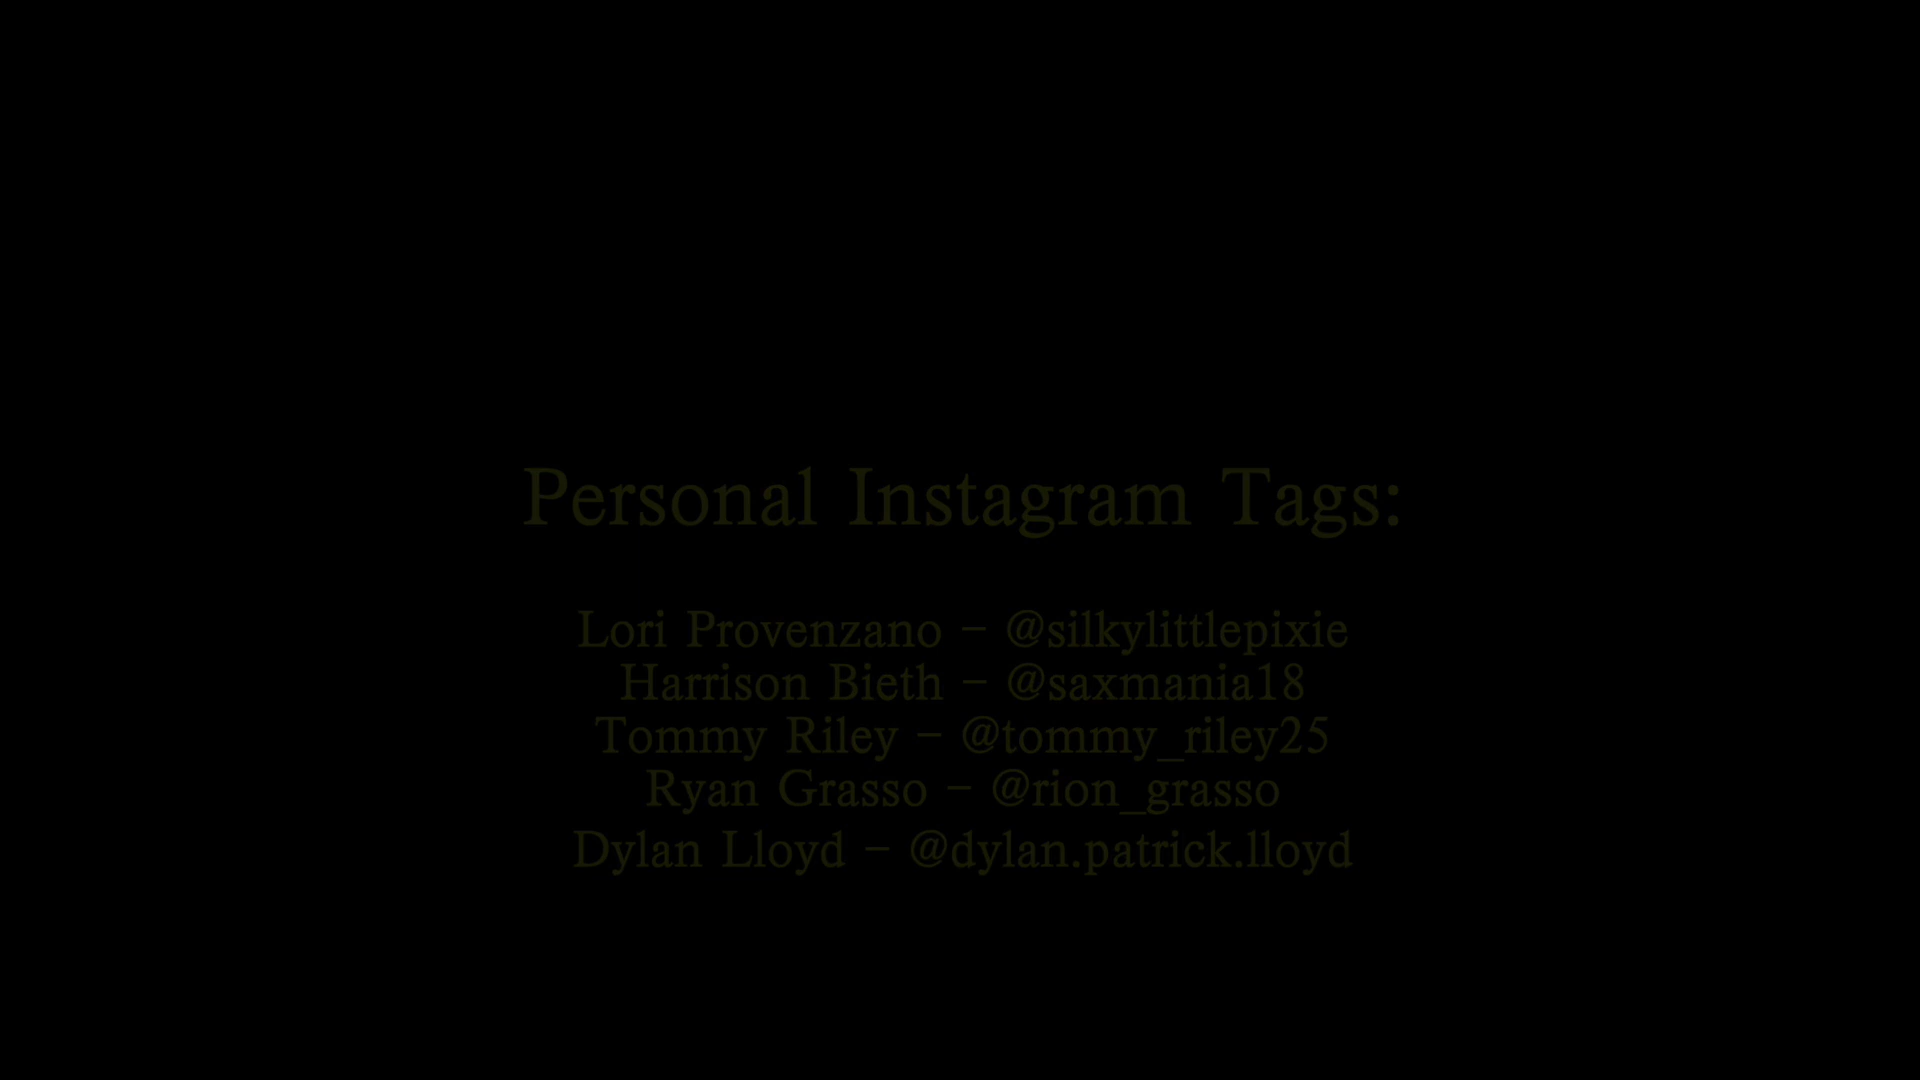 Personal Instagram Tags:
Lori Provenzano - @silkylittlepixie
Harrison Bieth - @saxmania18
Tommy Riley - @tommy_riley25
Ryan Grasso - @rion_grasso
Dylan Lloyd - @dylan.patrick.lloyd